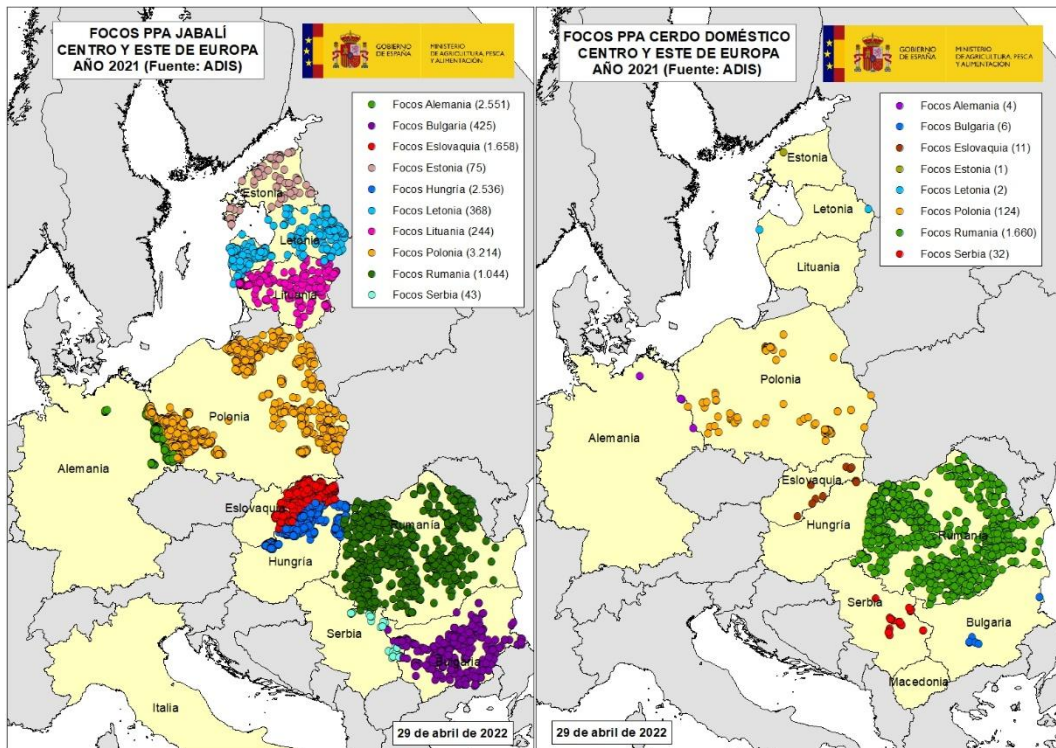 FOCOS PPA JABALÍ
CENTRO Y ESTE DE EUROPA
AÑO 2021 (Fuente: ADIS)
GOBIERNO
DE ESPAÑA
MINISTERIO
DE AGRICULTURA, PESCA
Y ALIMENTACIÓN
Focos Alemania (2.551)
Focos Bulgaria (425)
Focos Eslovaquia (1.658)
Focos Estonia (75)
Focos Hungría (2.536)
Focos Letonia (368)
Focos Lituania (244)
Focos Polonia (3.214)
Focos Rumania (1.044)
Focos Serbia (43)
Estonia
Letonia
Lituania
Polonia
Alemania
Eslovaquia
Rumanía
Hungría
Serbia
Bulgaria
Italia
29 de abril de 2022
FOCOS PPA CERDO DOMÉSTICO
CENTRO Y ESTE DE EUROPA
AÑO 2021 (Fuente: ADIS)
GOBIERNO
DE ESPAÑA
MINISTERIO
DE AGRICULTURA, PESCA
Y ALIMENTACIÓN
Focos Alemania (4)
Focos Bulgaria (6)
Focos Eslovaquia (11)
Focos Estonia (1)
Focos Letonia (2)
Focos Polonia (124)
Focos Rumania (1.660)
Focos Serbia (32)
Estonia
Letonia
Lituania
Polonia
Alemania
Eslovaquia
Hungría
Rumanía
Serbia
Bulgaria
Macedonia
29 de abril de 2022